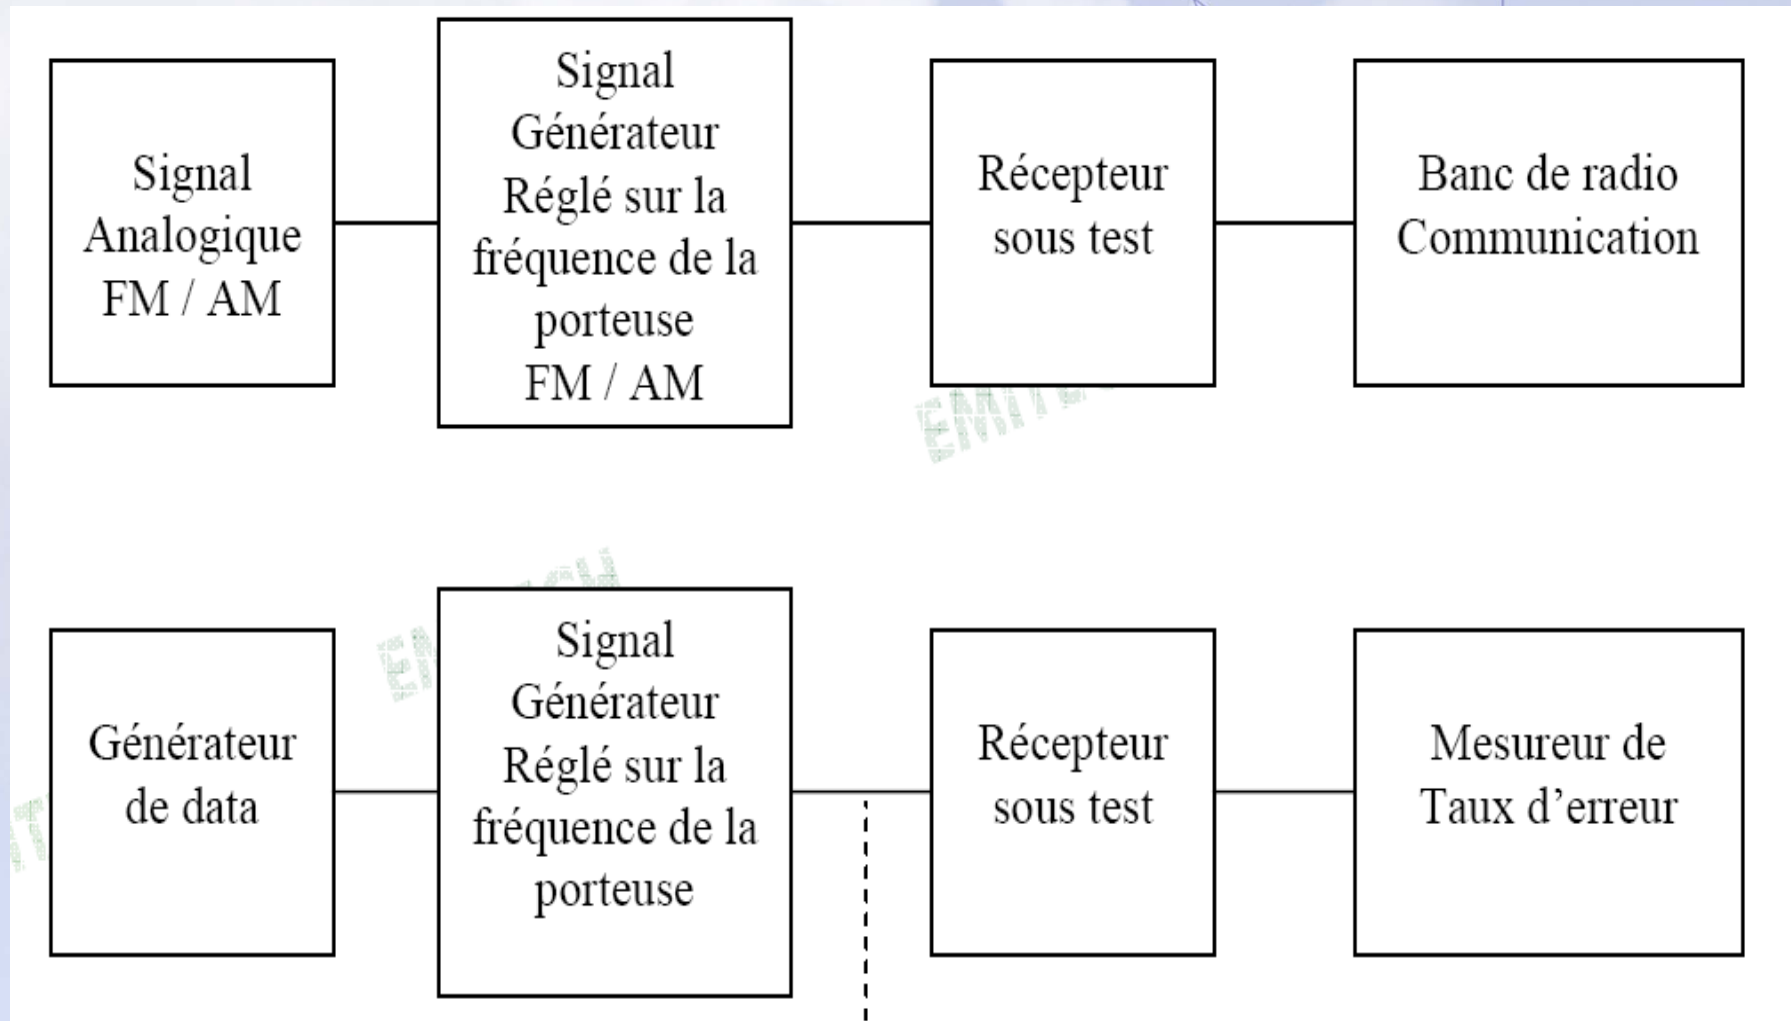 Signal
Analogique
FM / AM
Signal
Générateur
Réglé sur la
fréquence de la
porteuse
FM / AM
Récepteur
sous test
Banc de radio
Communication
Générateur
de data
Signal
Générateur
Réglé sur la
fréquence de la
porteuse
Récepteur
sous test
Mesureur de
Taux d'erreur